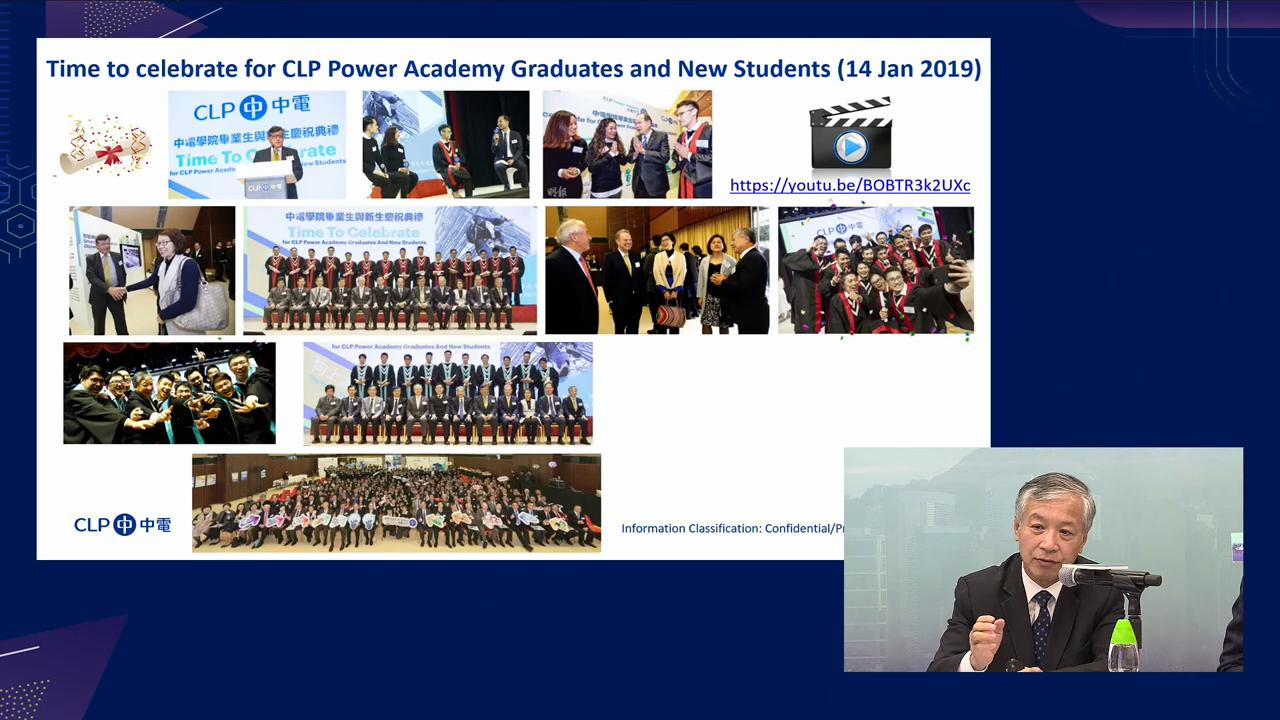 Time to celebrate for CLP Power Academy Graduates and New Students (14 Jan 2019)
CLP 中電
中電學院畢業生與新生慶祝典禮
Time To Celebrate
https://youtu.be/BOBTR3k2UXc
中電學院畢業生與新生慶祝典禮
Time To Celebrate
for CLP Power Academy Graduates And New Students
CLP 中電
for CLP Power Academy Graduates And New Students
CLP 中電
Information Classification: Confidential/